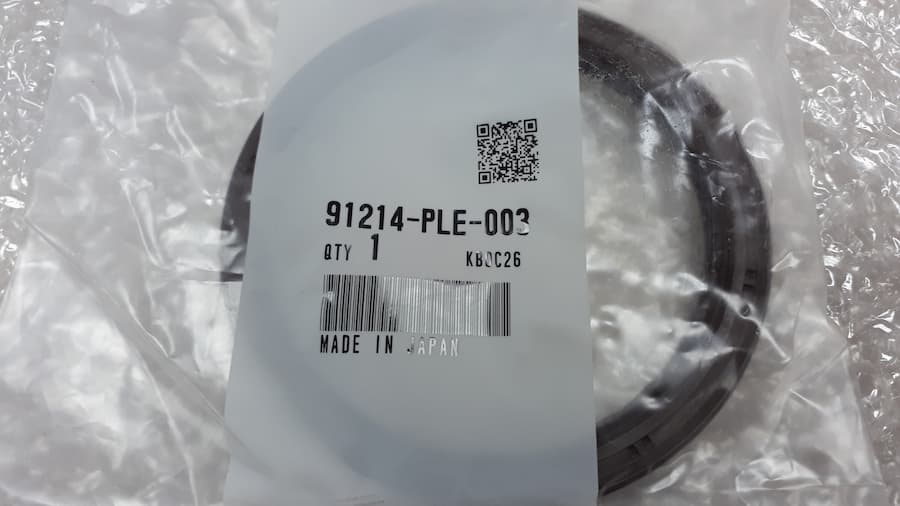 91214-PLE-003
QTY 1 KB0C26
MADE IN JAPAN